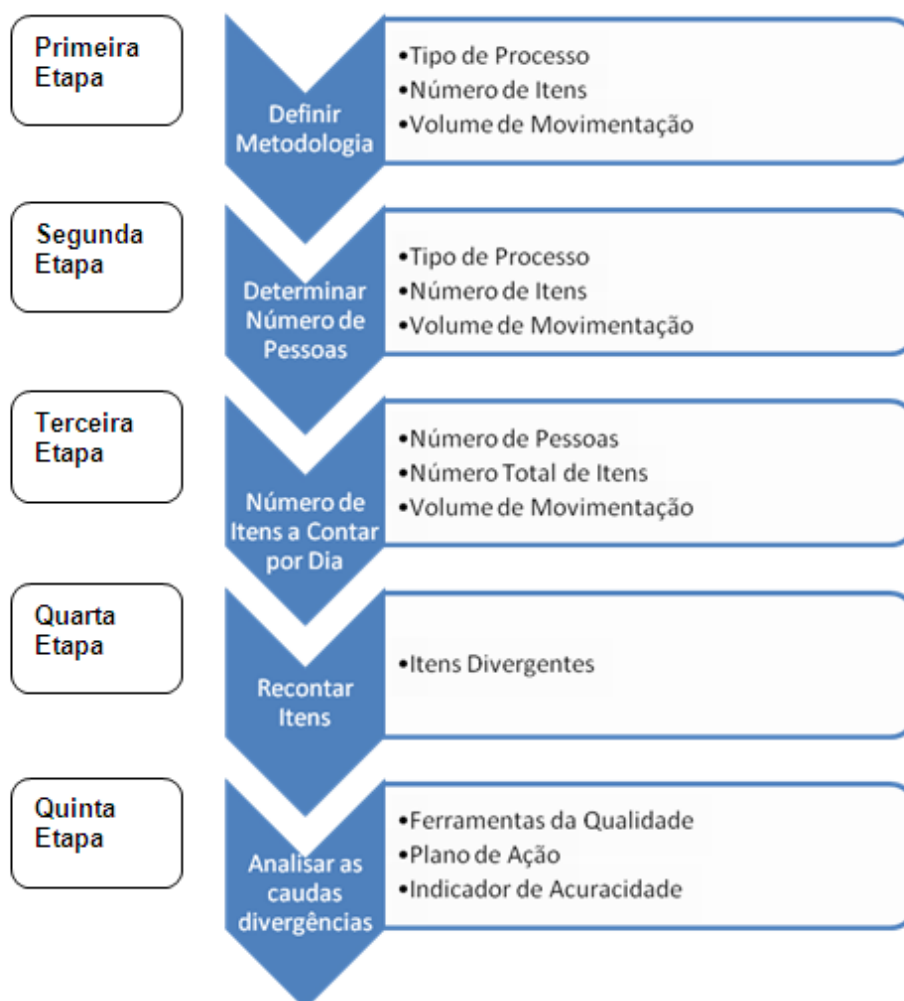 Primeira
Etapa
Definir
Metodologia
•Tipo de Processo
•Número de Itens
•Volume de Movimentação
Segunda
Etapa
Determinar
Número de
Pessoas
•Tipo de Processo
•Número de Itens
•Volume de Movimentação
Terceira
Etapa
Número de
Itens a Contar
por Dia
•Número de Pessoas
•Número Total de Itens
•Volume de Movimentação
Quarta
Etapa
Recontar
Itens
•Itens Divergentes
Quinta
Etapa
Analisar as
caudas
divergências
•Ferramentas da Qualidade
•Plano de Ação
•Indicador de Acuracidade